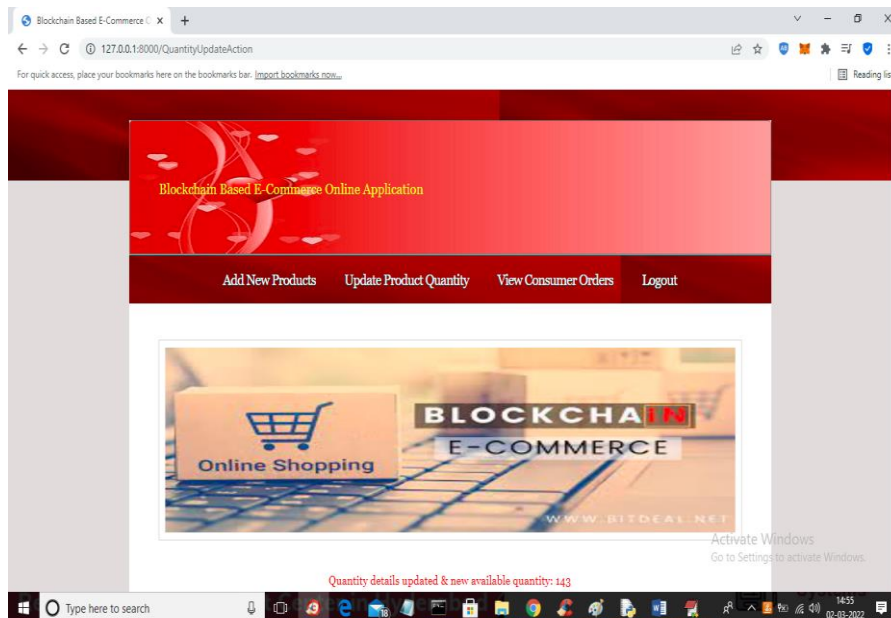 Blockchain Based E-Commerce
127.0.0.1:8000/QuantityUpdateAction
For quick access, place your bookmarks here on the bookmarks bar. Import bookmarks now...
Reading lis
Blockchain Based E-Commerce Online Application
Add New Products Update Product Quantity View Consumer Orders Logout
Online Shopping
BLOCKCHAIN
E-COMMERCE
WWW.BITDEAL.NET
Activate Windows
Go to Settings to activate Windows.
Quantity details updated & new available quantity: 143
Type here to search
18
14:55
02-03-2022